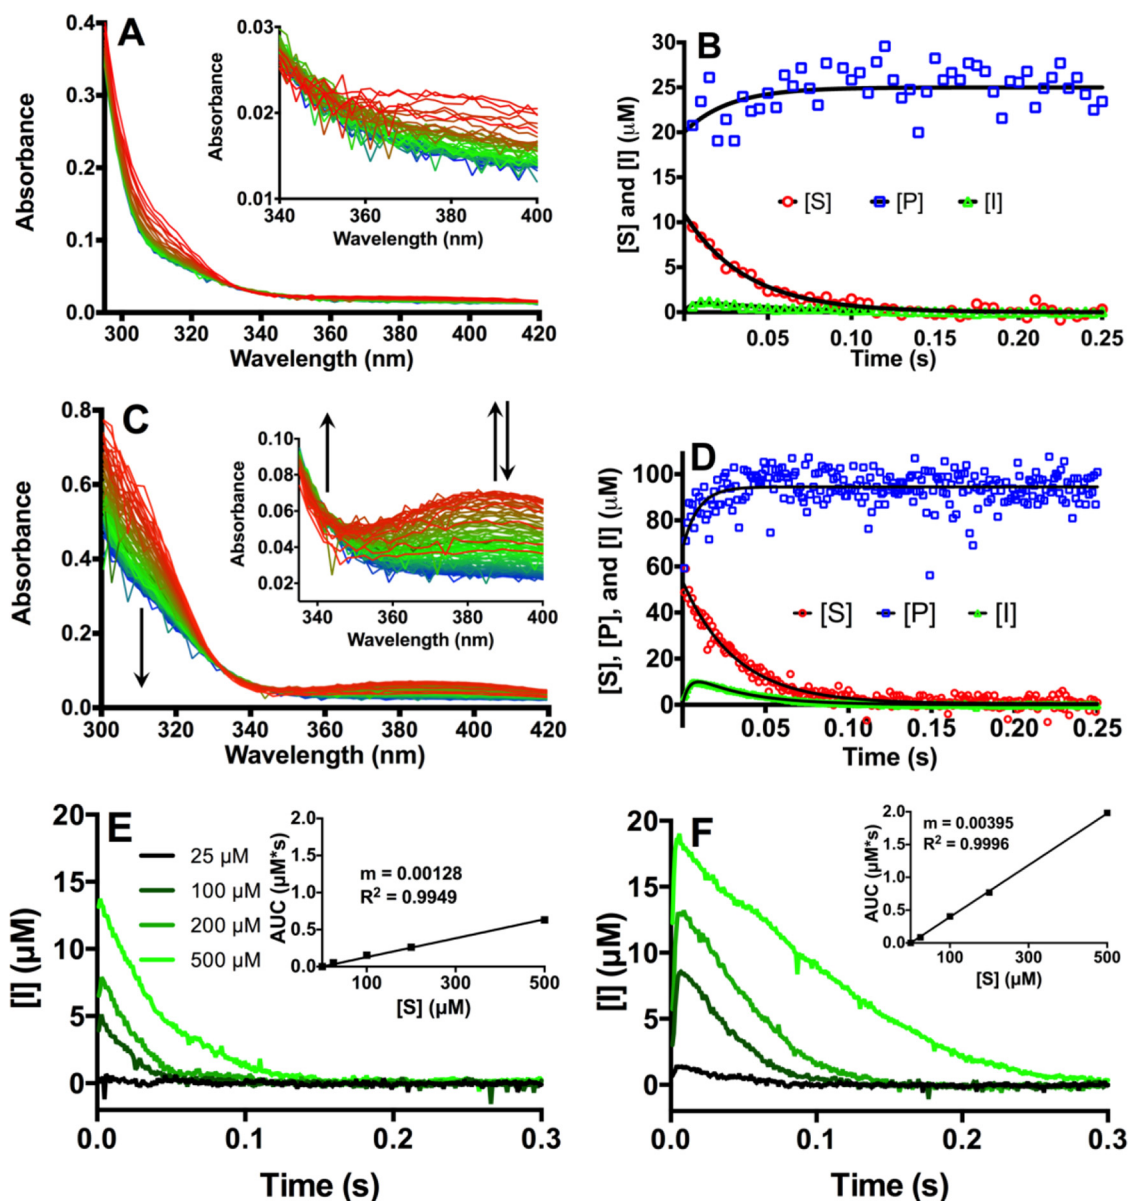 A
0.4
0.3
0.2
0.1
0.0
Absorbance
300 320 340 360 380 400 420
Wavelength (nm)
0.03
0.02
0.01
Absorbance
340 360 380 400
Wavelength (nm)
B
30
25
20
15
10
5
0
[S] and [I] (μM)
[S] [P] [I]
0.05 0.10 0.15 0.20 0.25
Time (s)
C
0.8
0.6
0.4
0.2
0.0
Absorbance
300 320 340 360 380 400 420
Wavelength (nm)
0.10
0.08
0.06
0.04
0.02
Absorbance
340 360 380 400
Wavelength (nm)
D
100
80
60
40
20
0
[S], [P], and [I] (μM)
[S] [P] [I]
0.05 0.10 0.15 0.20 0.25
Time (s)
E
20
15
10
5
0
[I] (μM)
25 μM
100 μM
200 μM
500 μM
0.0 0.1 0.2 0.3
Time (s)
2.0
1.5
1.0
0.5
0.0
AUC (μM*s)
m = 0.00128
R2 = 0.9949
100 300 500
[S] (μM)
F
20
15
10
5
0
[I] (μM)
0.0 0.1 0.2 0.3
Time (s)
2.0
1.5
1.0
0.5
0.0
AUC (μM*s)
m = 0.00395
R2 = 0.9996
100 300 500
[S] (μM)